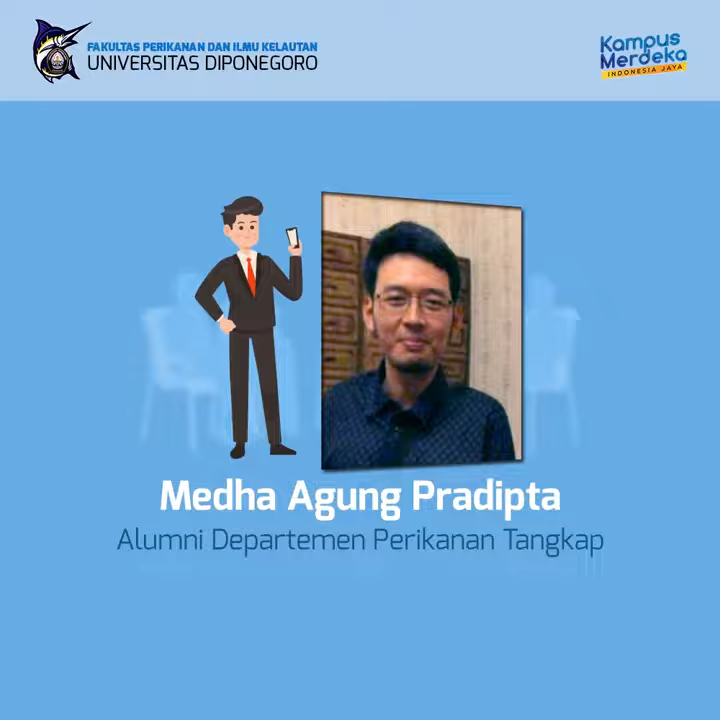 FAKULTAS PERIKANAN DAN ILMU KELAUTAN
UNIVERSITAS DIPONEGORO
Kampus
Merdeka
INDONESIA JAYA
Medha Agung Pradipta
Alumni Departemen Perikanan Tangkap